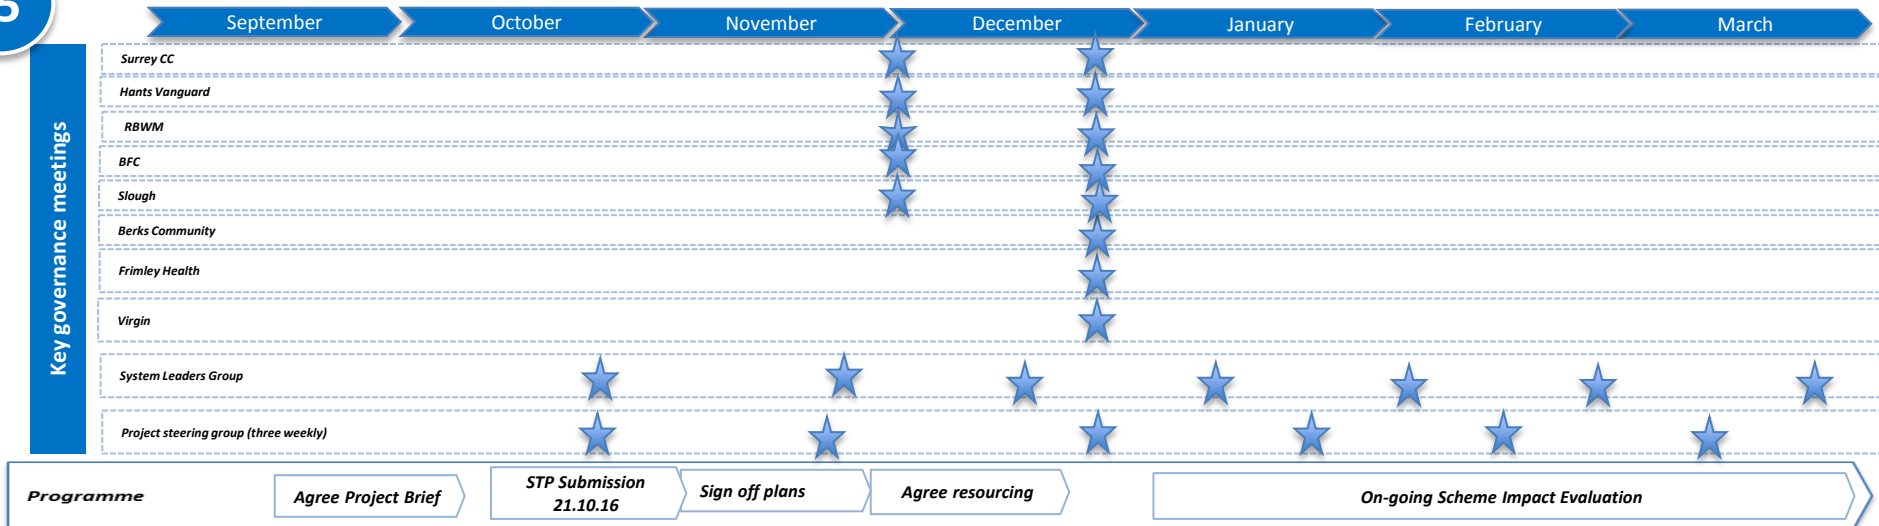 5
September October November December January February March
Key governance meetings
Surrey CC
Hants Vanguard
RBWM
BFC
Slough
Berks Community
Frimley Health
Virgin
System Leaders Group
Project steering group (three weekly)
Programme
Agree Project Brief
STP Submission
21.10.16
Sign off plans
Agree resourcing
On-going Scheme Impact Evaluation